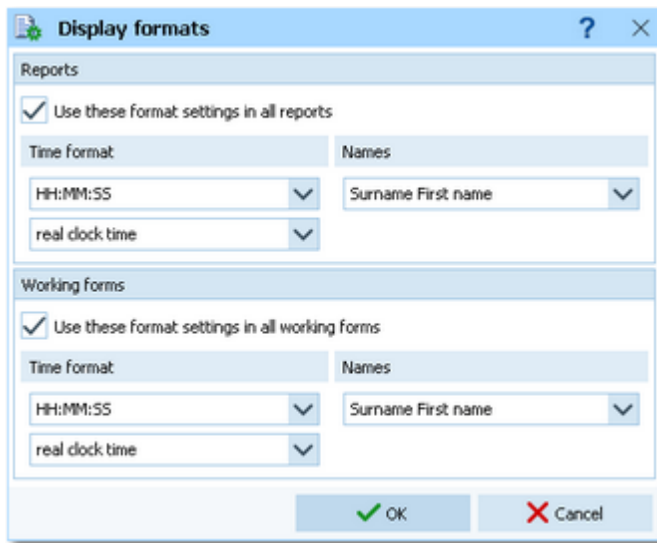 Display formats ?
Reports
Use these format settings in all reports
Time format Names
HH:MM:SS Surname First name
real clock time
Working forms
Use these format settings in all working forms
Time format Names
HH:MM:SS Surname First name
real clock time
OK Cancel